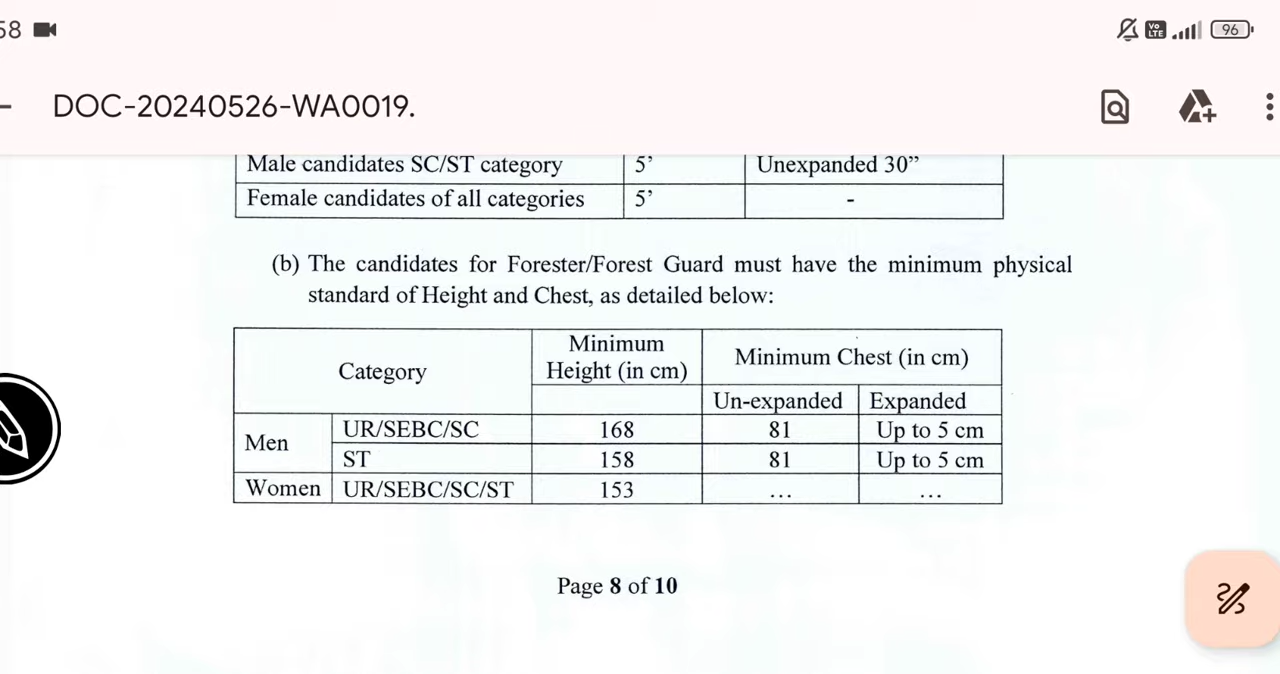 58
Vo LTE
96
DOC-20240526-WA0019.
Male candidates SC/ST category 5’ Unexpanded 30”
Female candidates of all categories 5’ -
(b) The candidates for Forester/Forest Guard must have the minimum physical
standard of Height and Chest, as detailed below:
Category Minimum Height (in cm) Minimum Chest (in cm)
Un-expanded Expanded
Men UR/SEBC/SC 168 81 Up to 5 cm
ST 158 81 Up to 5 cm
Women UR/SEBC/SC/ST 153 ... ...
Page 8 of 10